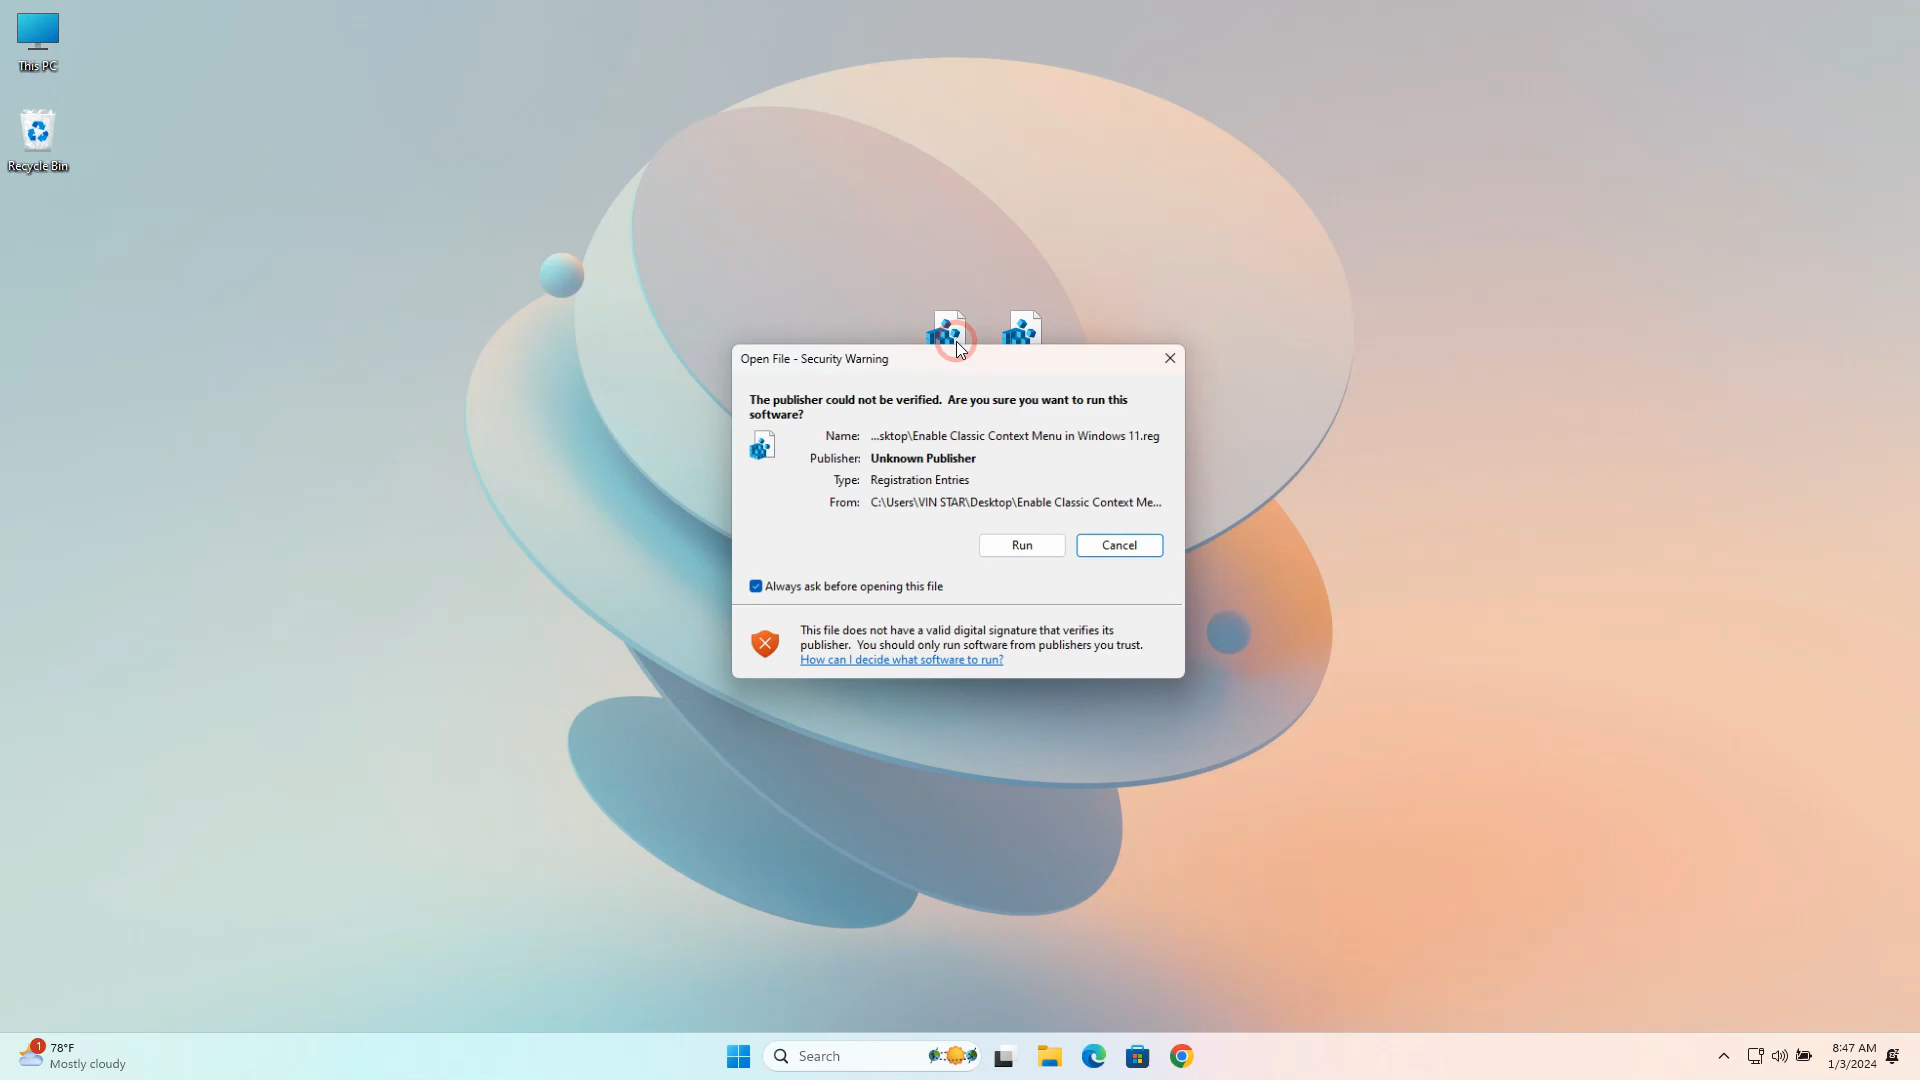 This PC
Recycle Bin
Open File - Security Warning
The publisher could not be verified. Are you sure you want to run this
software?
Name: ...sktop\Enable Classic Context Menu in Windows 11.reg
Publisher: Unknown Publisher
Type: Registration Entries
From: C:\Users\VIN STAR\Desktop\Enable Classic Context Me...
Run
Cancel
Always ask before opening this file
This file does not have a valid digital signature that verifies its
publisher. You should only run software from publishers you trust.
How can I decide what software to run?
1
78°F
Mostly cloudy
Search
8:47 AM
1/3/2024